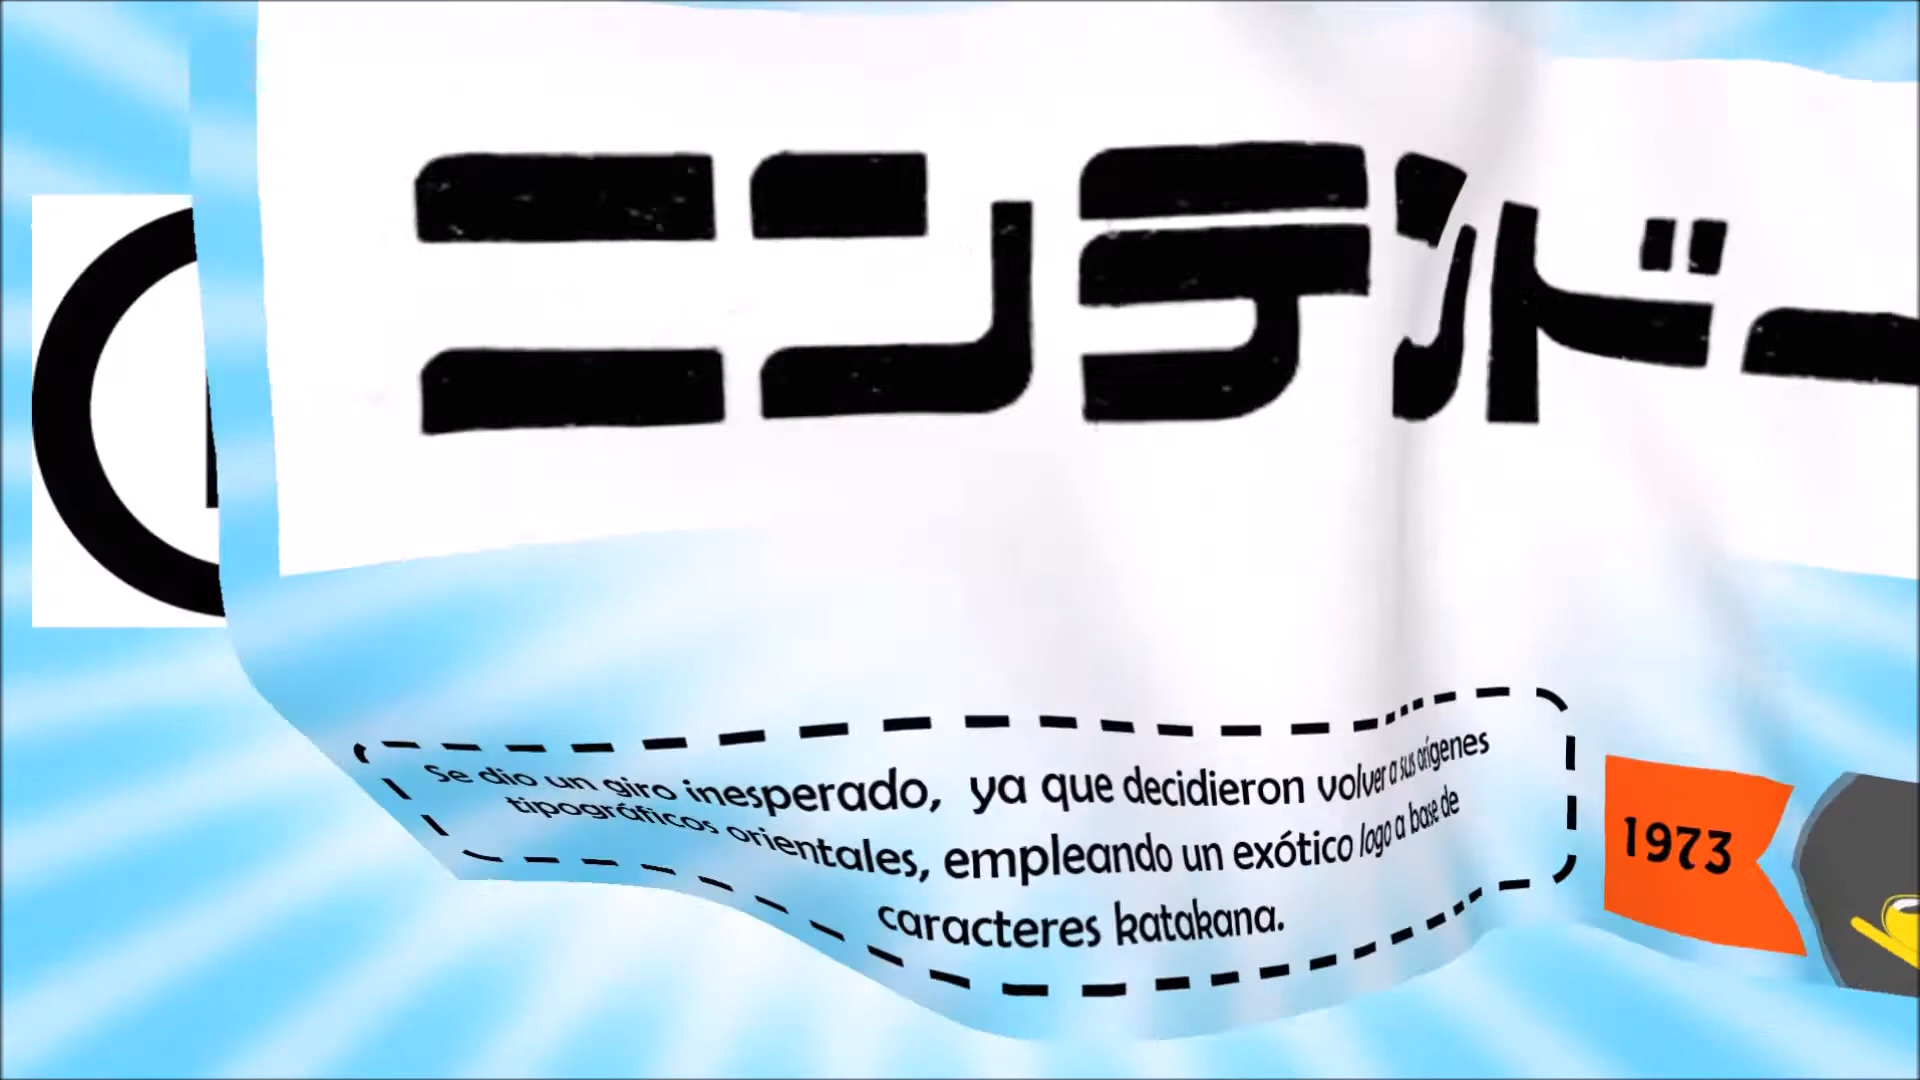 ニンテンドー
Se dio un giro inesperado, ya que decidieron volver a sus orígenes
tipográficos orientales, empleando un exótico logo a base de
caracteres katakana.
1973